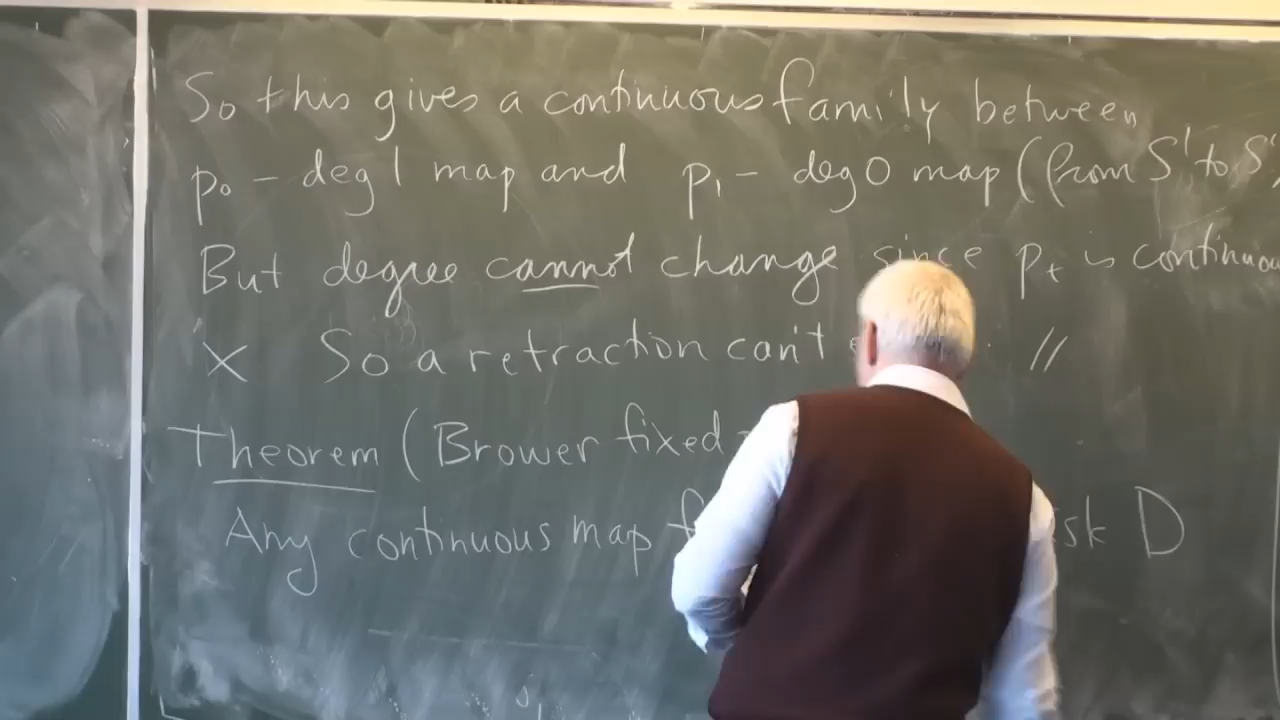 So this gives a continuous family between
p₀ - deg 1 map and p₁ - deg 0 map (from S¹ to S¹)
But degree cannot change since pₜ is continuou
× So a retraction can't //
Theorem (Brower fixed
Any continuous map f sk D